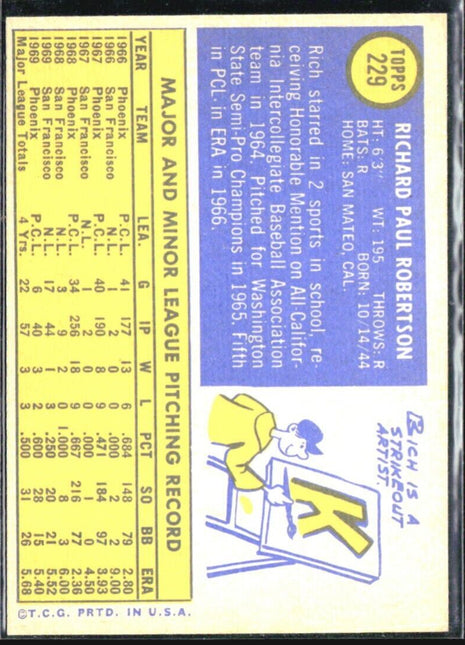 TOPPS
229
RICHARD PAUL ROBERTSON
HT: 6'3" WT: 195 THROWS: R
BATS: R BORN: 10/14/44
HOME: SAN MATEO, CAL.
Rich starred in 2 sports in school, re-
ceiving Honorable Mention on All-Califor-
nia Intercollegiate Baseball Association
team in 1964. Pitched for Washington
State Semi-Pro Champions in 1965. Fifth
in PCL in ERA in 1966.
RICH IS A
STRIKEOUT
ARTIST.
K
MAJOR AND MINOR LEAGUE PITCHING RECORD
YEAR TEAM LEA. G IP W L PCT SO BB ERA
1966 Phoenix P.C.L. 41 177 13 6 .684 148 79 2.80
1966 San Francisco N.L. 1 2 0 0 .000 2 2 9.00
1967 Phoenix P.C.L. 40 190 8 9 .471 184 97 3.93
1967 San Francisco N.L. 1 2 0 0 .000 1 0 4.50
1968 Phoenix P.C.L. 34 256 18 9 .667 216 77 2.36
1968 San Francisco N.L. 3 9 2 0 1.000 8 3 6.00
1969 San Francisco N.L. 17 44 1 3 .250 20 21 5.52
1969 Phoenix P.C.L. 6 40 3 2 .600 28 15 5.40
Major League Totals 4 Yrs. 22 57 3 3 .500 31 26 5.68
©T.C.G. PRTD. IN U.S.A.